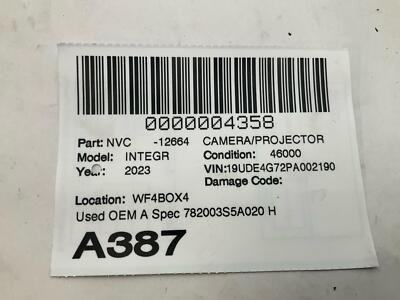 0000004358
Part: NVC -12664 CAMERA/PROJECTOR
Model: INTEGR Condition: 46000
Year: 2023 VIN:19UDE4G72PA002190
Damage Code:
Location: WF4BOX4
Used OEM A Spec 782003S5A020 H
A387